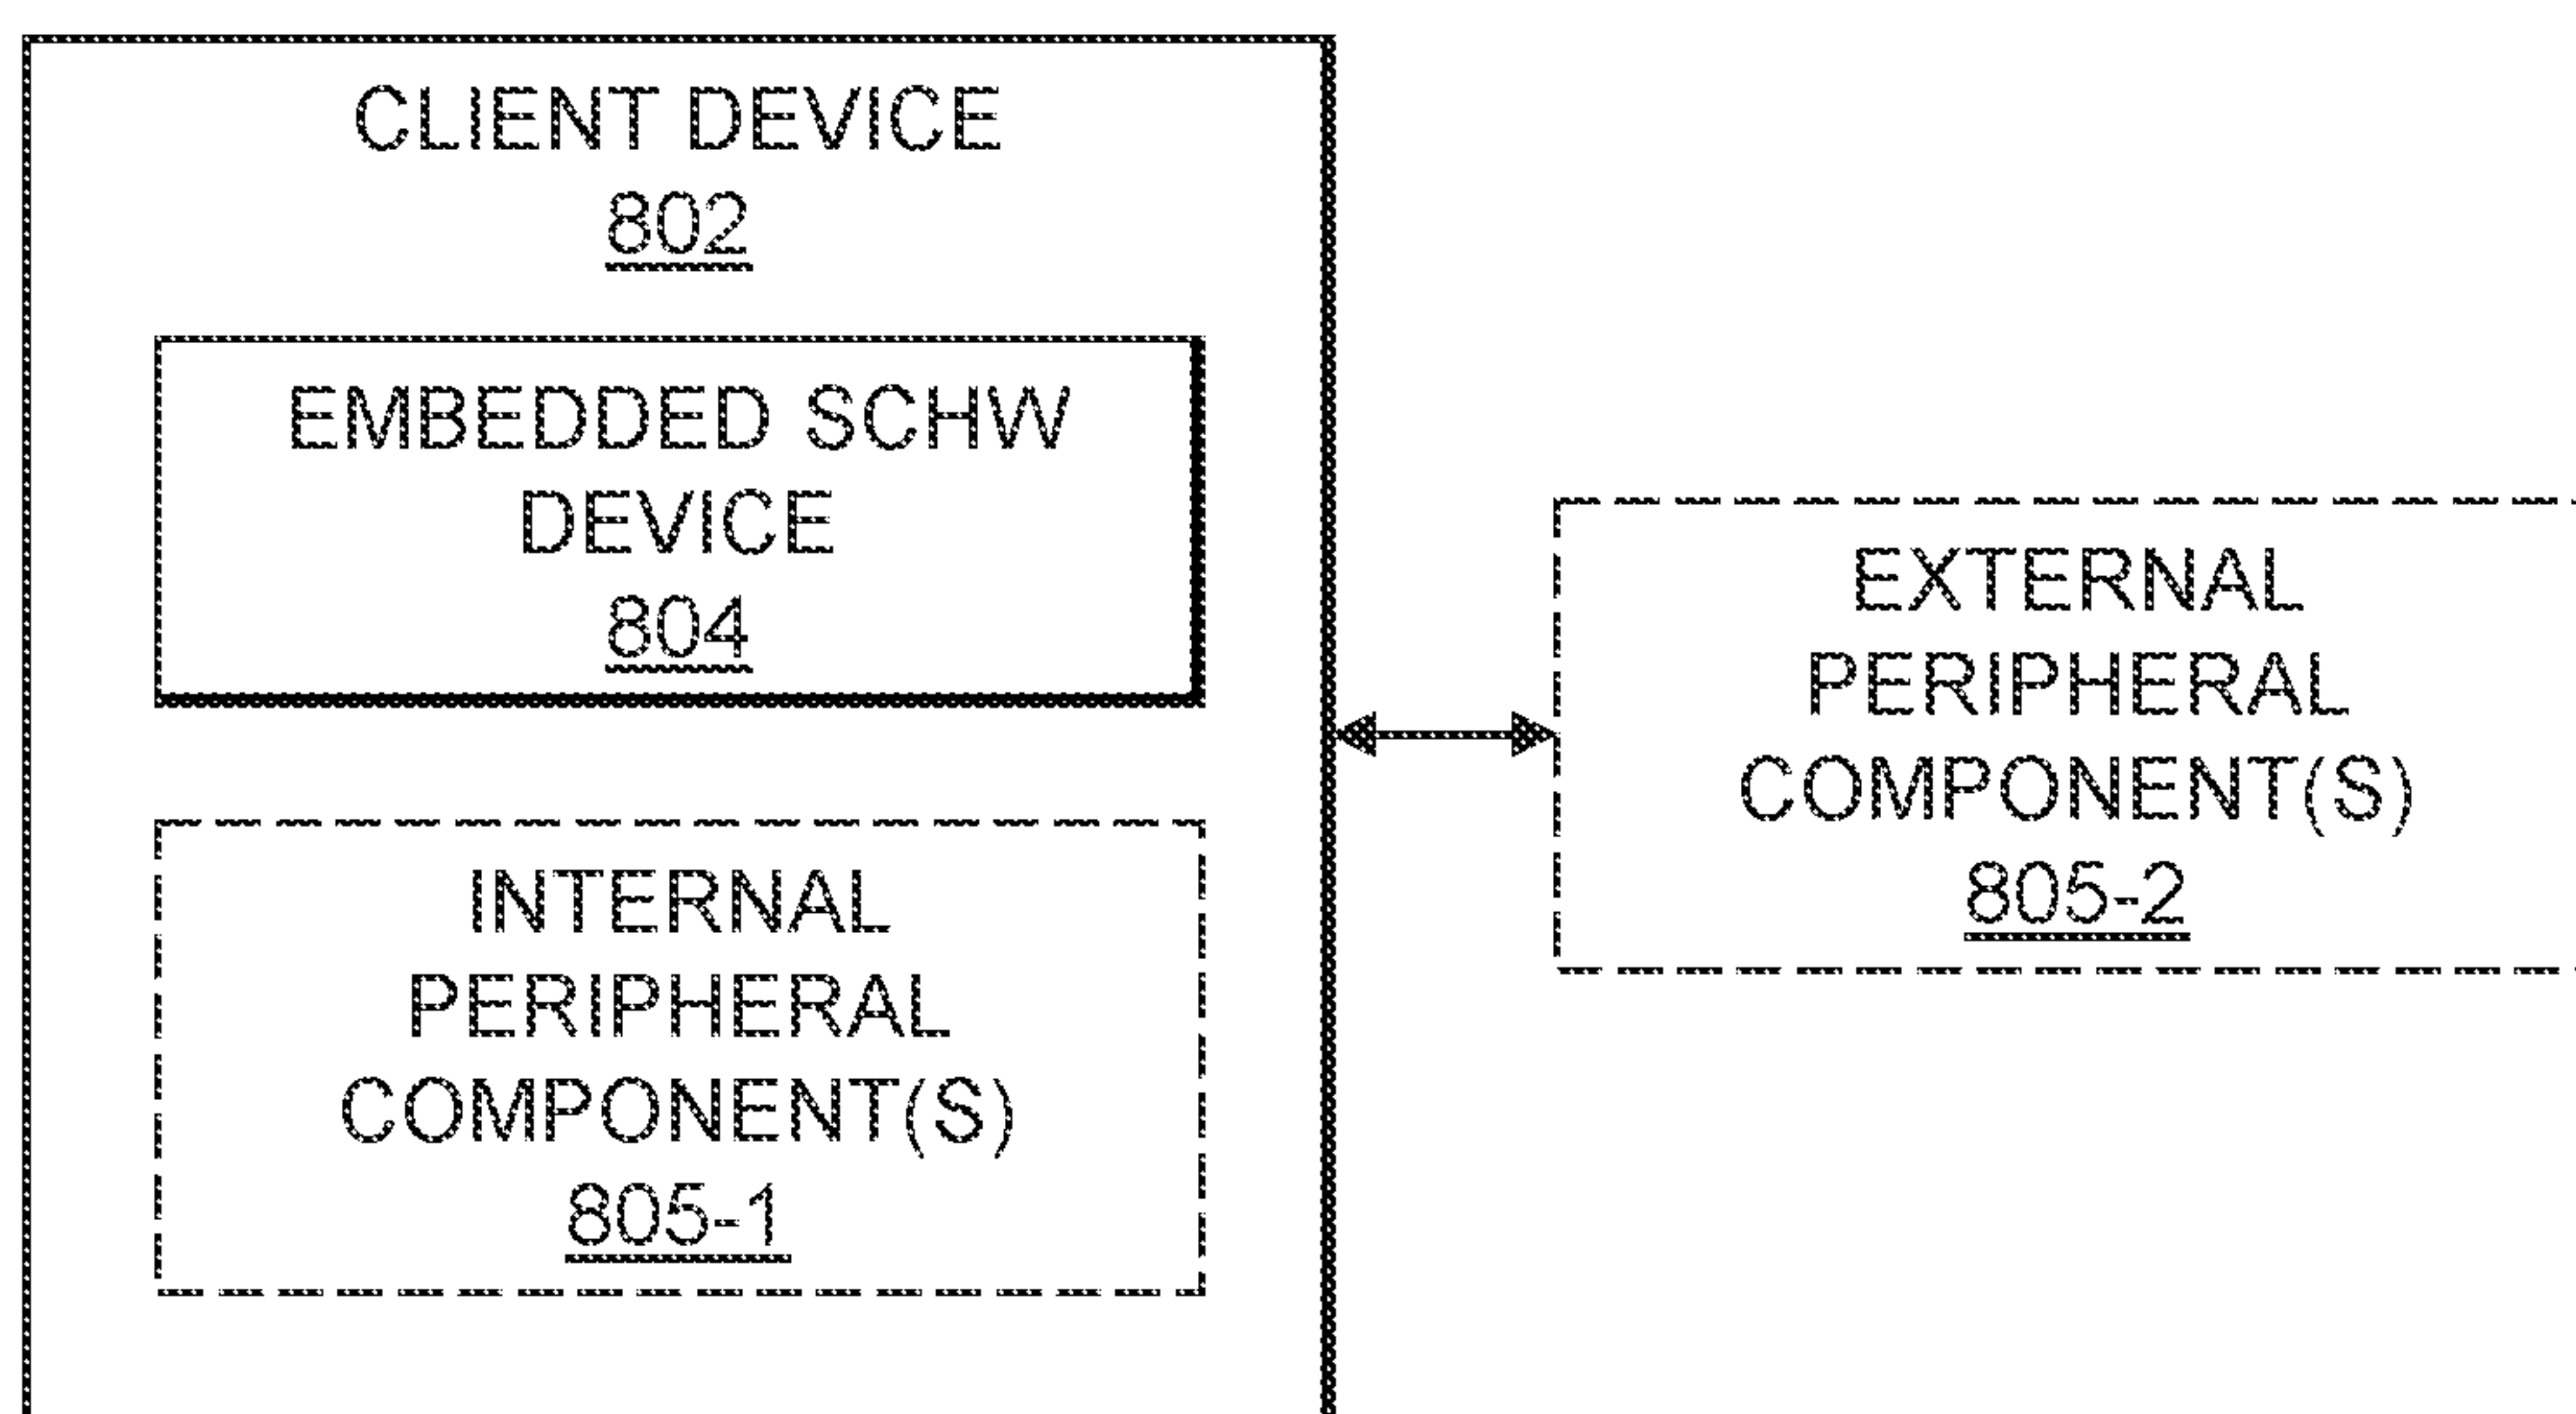 CLIENT DEVICE
802
EMBEDDED SCHW
DEVICE
804
INTERNAL
PERIPHERAL
COMPONENT(S)
805-1
EXTERNAL
PERIPHERAL
COMPONENT(S)
805-2